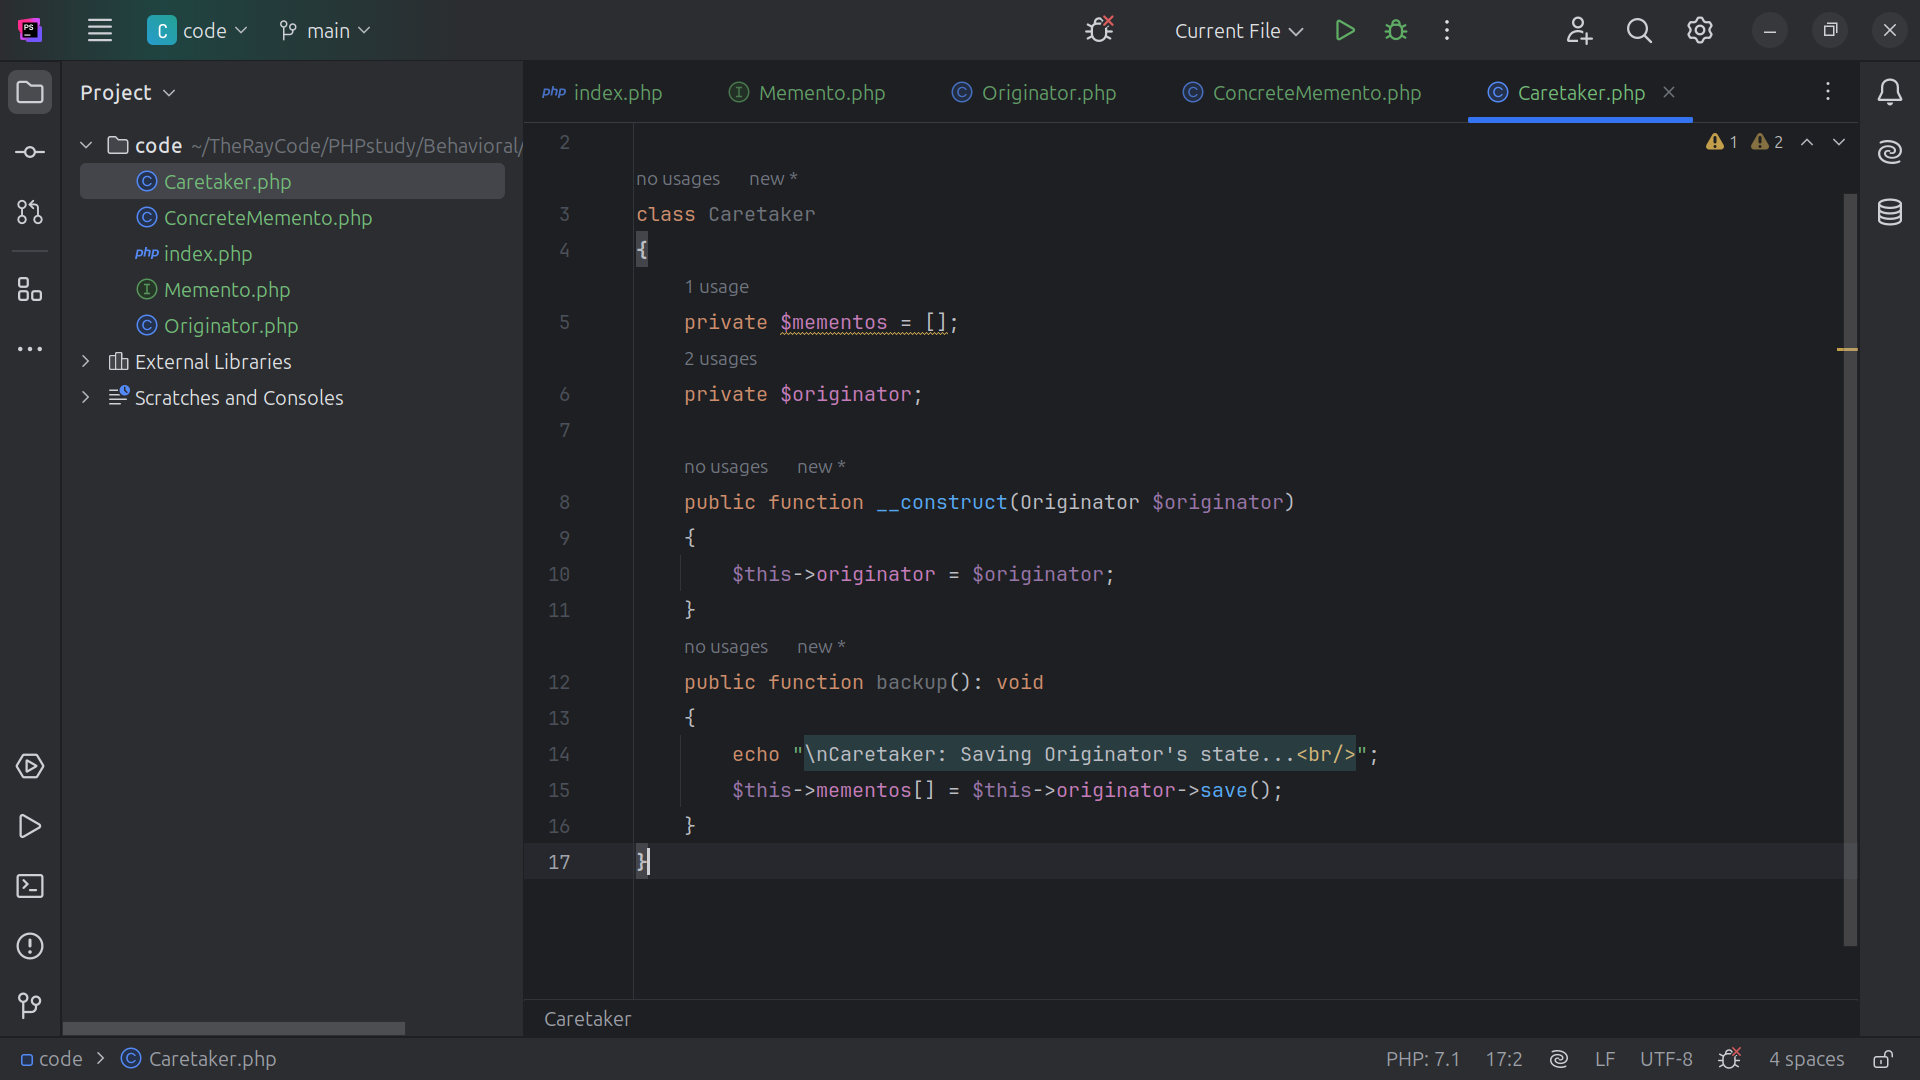 PS
C code main
Current File
Project
code ~/TheRayCode/PHPstudy/Behavioral/
Caretaker.php
ConcreteMemento.php
php index.php
Memento.php
Originator.php
External Libraries
Scratches and Consoles
php index.php Memento.php Originator.php ConcreteMemento.php Caretaker.php
1 2
2
no usages new *
3 class Caretaker
4 {
1 usage
5 private $mementos = [];
2 usages
6 private $originator;
7
no usages new *
8 public function __construct(Originator $originator)
9 {
10 $this->originator = $originator;
11 }
no usages new *
12 public function backup(): void
13 {
14 echo "\nCaretaker: Saving Originator's state...<br/>";
15 $this->mementos[] = $this->originator->save();
16 }
17 }
Caretaker
code > Caretaker.php
PHP: 7.1 17:2 LF UTF-8 4 spaces